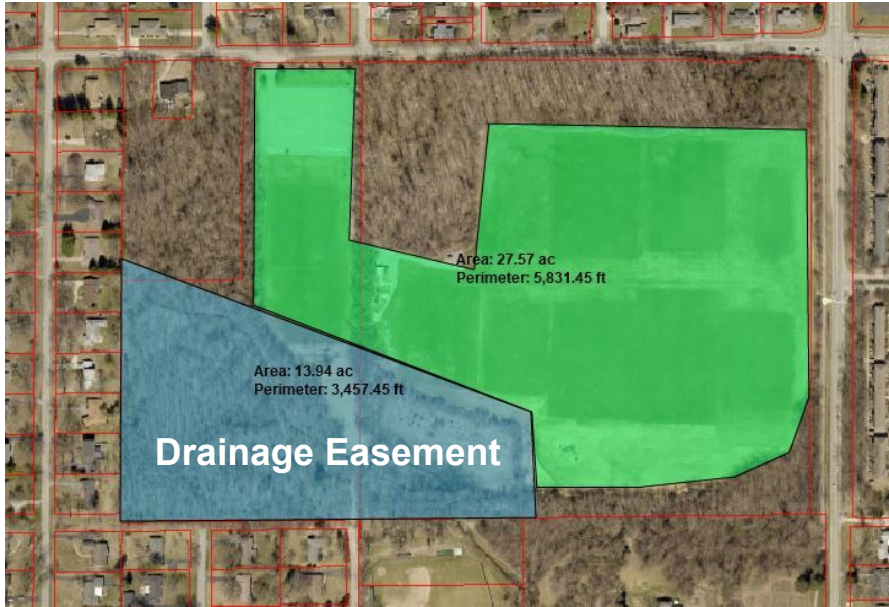 Area: 27.57 ac
Perimeter: 5,831.45 ft
Area: 13.94 ac
Perimeter: 3,457.45 ft
Drainage Easement